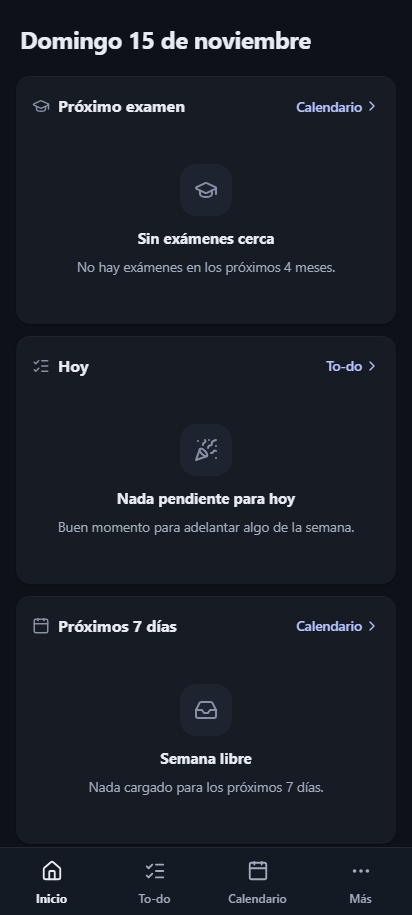 Domingo 15 de noviembre
Próximo examen
Calendario
Sin exámenes cerca
No hay exámenes en los próximos 4 meses.
Hoy
To-do
Nada pendiente para hoy
Buen momento para adelantar algo de la semana.
Próximos 7 días
Calendario
Semana libre
Nada cargado para los próximos 7 días.
Inicio
To-do
Calendario
Más